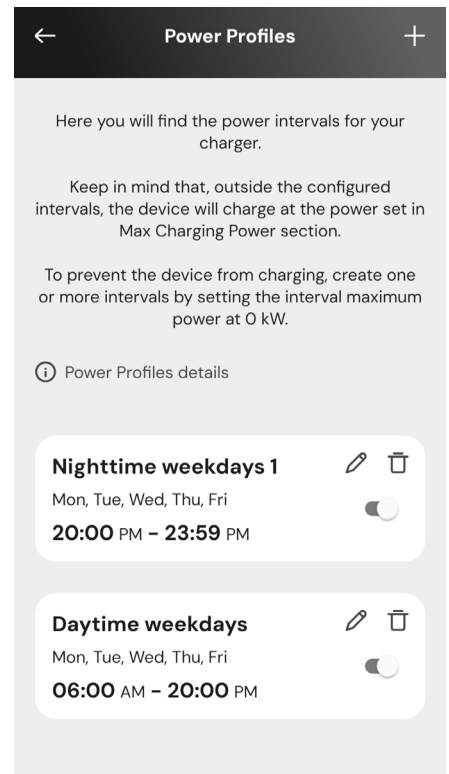 Power Profiles
Here you will find the power intervals for your
charger.
Keep in mind that, outside the configured
intervals, the device will charge at the power set in
Max Charging Power section.
To prevent the device from charging, create one
or more intervals by setting the interval maximum
power at 0 kW.
Power Profiles details
Nighttime weekdays 1
Mon, Tue, Wed, Thu, Fri
20:00 PM – 23:59 PM
Daytime weekdays
Mon, Tue, Wed, Thu, Fri
06:00 AM – 20:00 PM